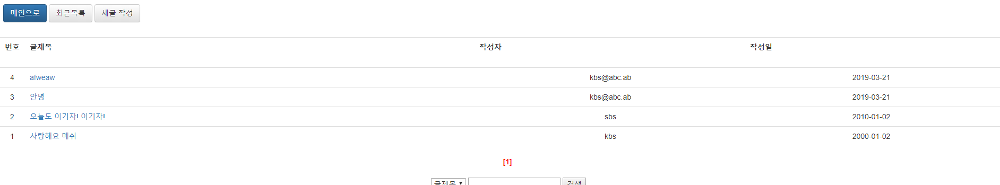 메인으로 최근목록 새글 작성
번호 글제목 작성자 작성일
4 afweaw kbs@abc.ab 2019-03-21
3 안녕 kbs@abc.ab 2019-03-21
2 오늘도 이기자! 이기자! sbs 2010-01-02
1 사랑해요 메쉬 kbs 2000-01-02
[1]
글제목 검색